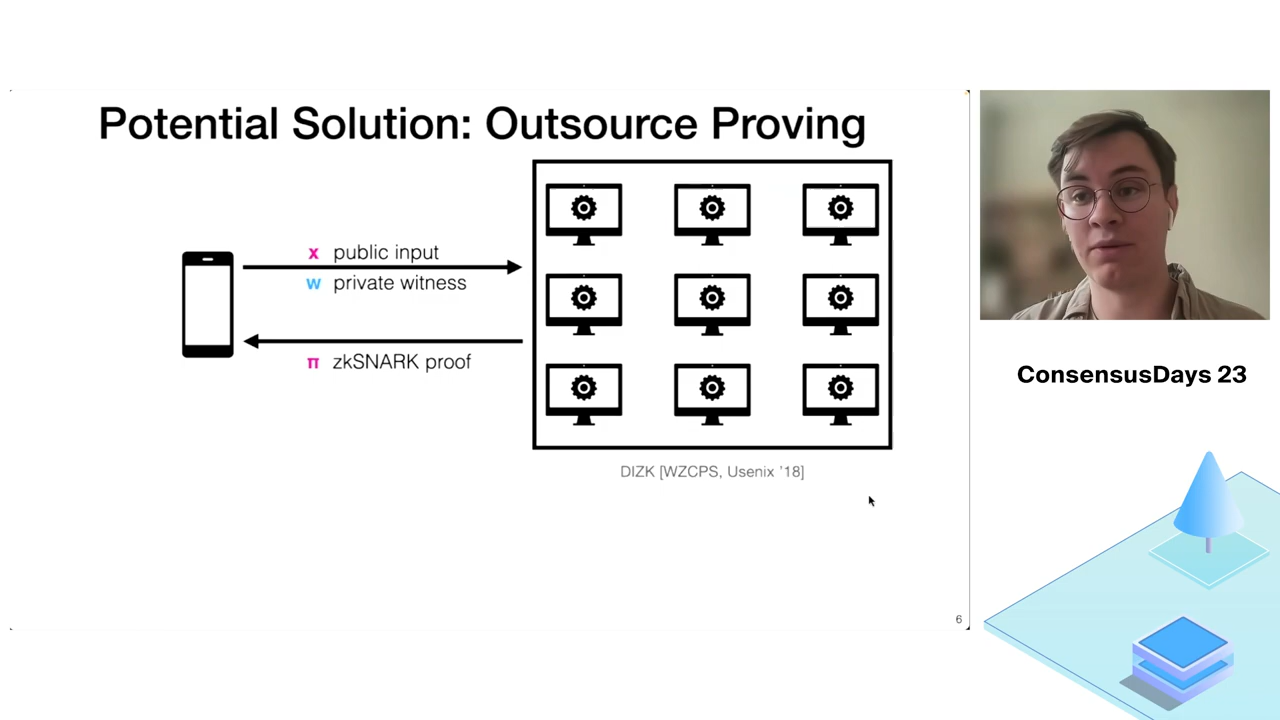 Potential Solution: Outsource Proving
x public input
w private witness
π zkSNARK proof
DIZK [WZCPS, Usenix '18]
6
ConsensusDays 23